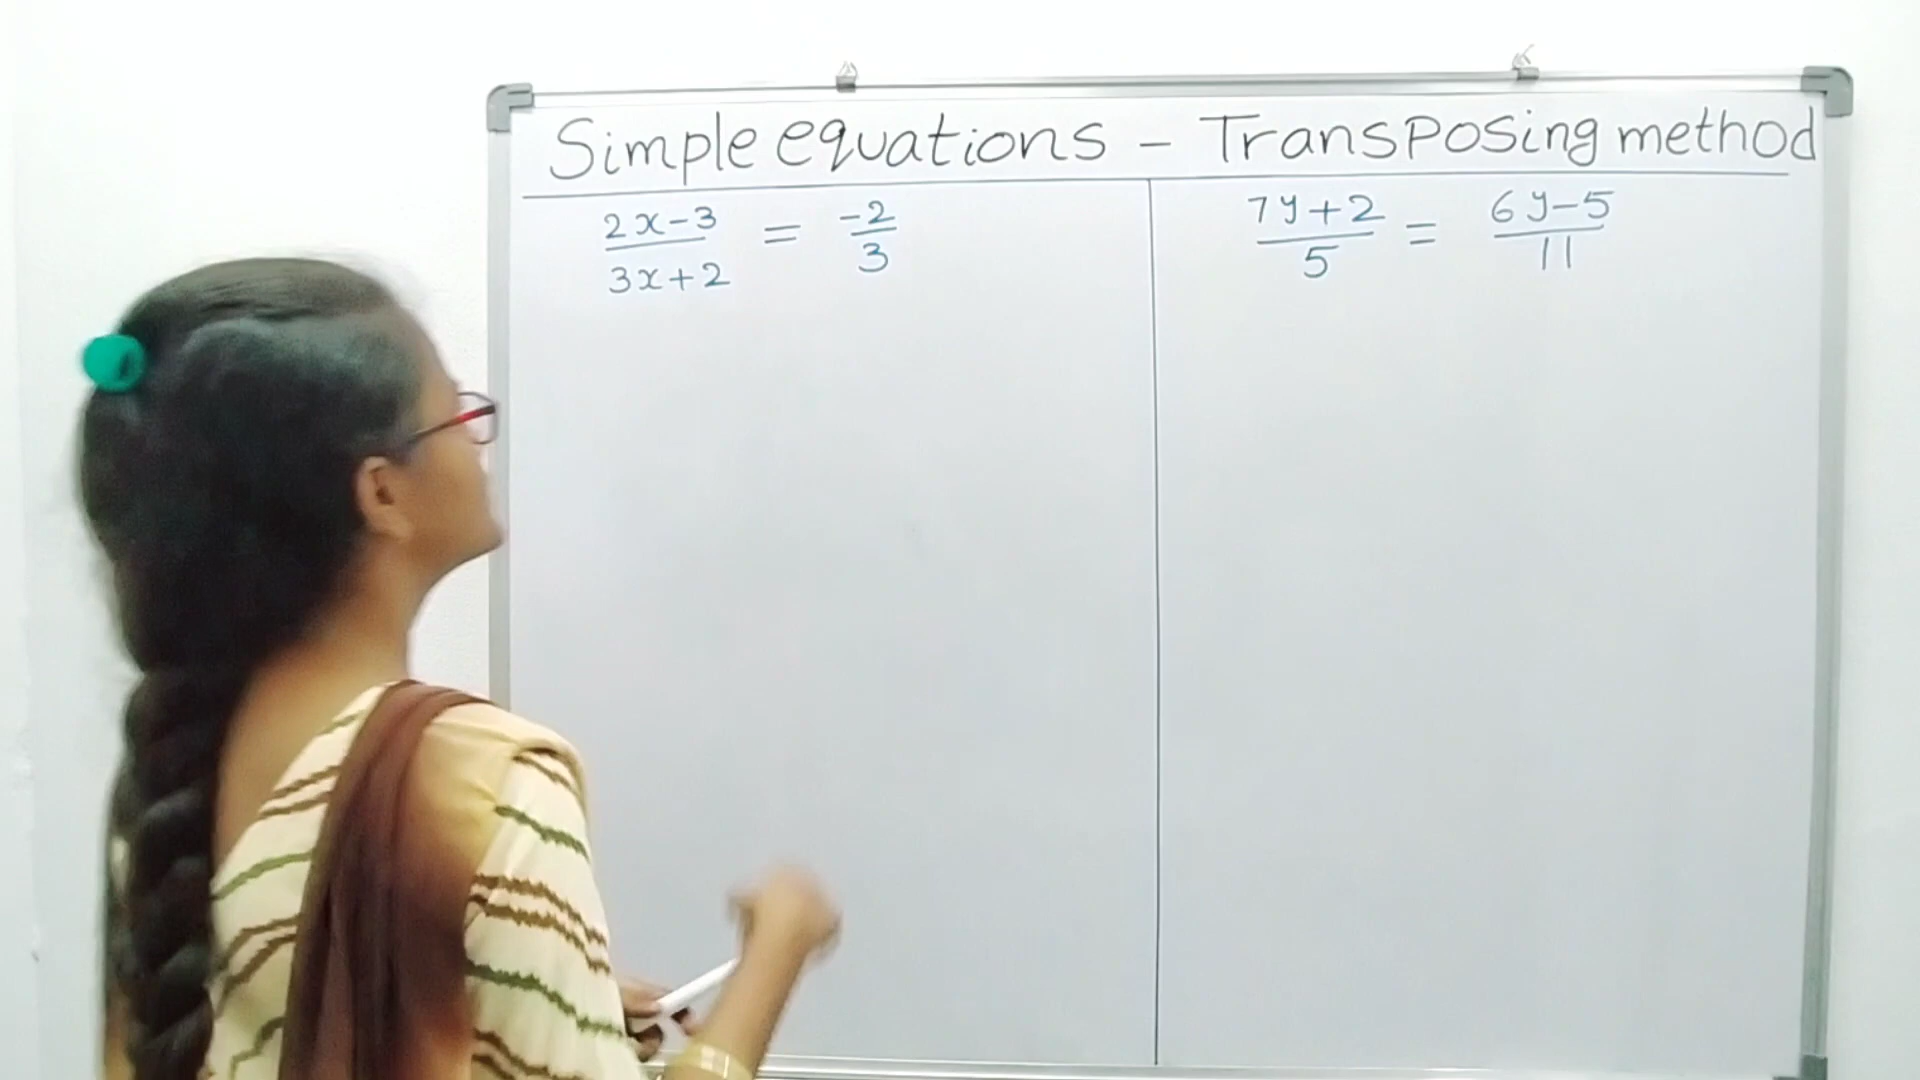 Simple equations - Transposing method
2x-3 / 3x+2 = -2 / 3
7y+2 / 5 = 6y-5 / 11